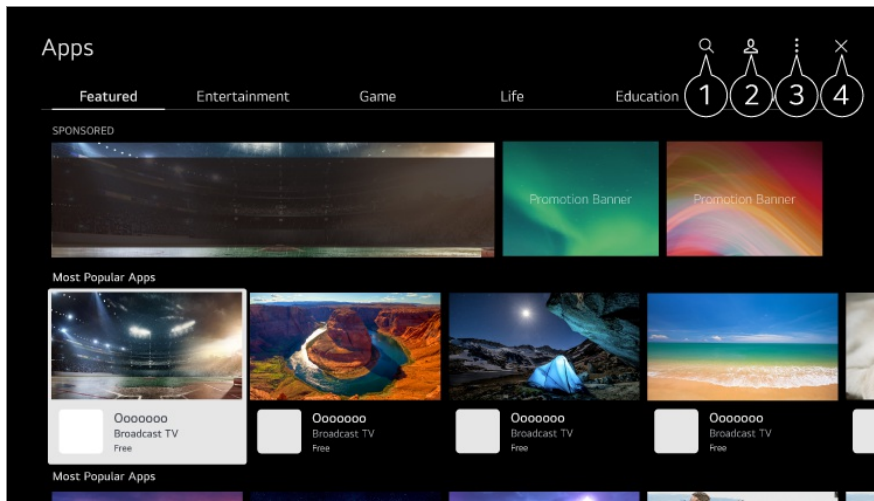 Apps
1 2 3 4
Featured Entertainment Game Life Education
SPONSORED
Promotion Banner Promotion Banner
Most Popular Apps
Ooooooo Ooooooo Ooooooo Ooooooo
Broadcast TV Broadcast TV Broadcast TV Broadcast TV
Free Free Free Free
Most Popular Apps